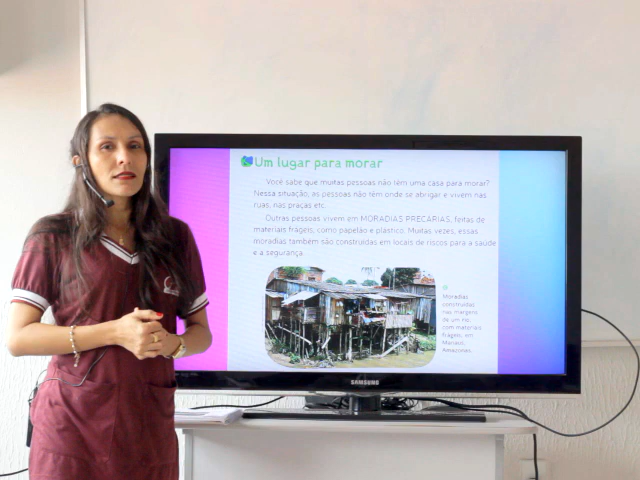 Um lugar para morar
Você sabe que muitas pessoas não têm uma casa para morar?
Nessa situação, as pessoas não têm onde se abrigar e vivem nas
ruas, nas praças etc.
Outras pessoas vivem em MORADIAS PRECÁRIAS, feitas de
materiais frágeis, como papelão e plástico. Muitas vezes, essas
moradias também são construídas em locais de riscos para a saúde
e a segurança.
Moradias
construídas
nas margens
de um rio,
com materiais
frágeis, em
Manaus,
Amazonas.
SAMSUNG